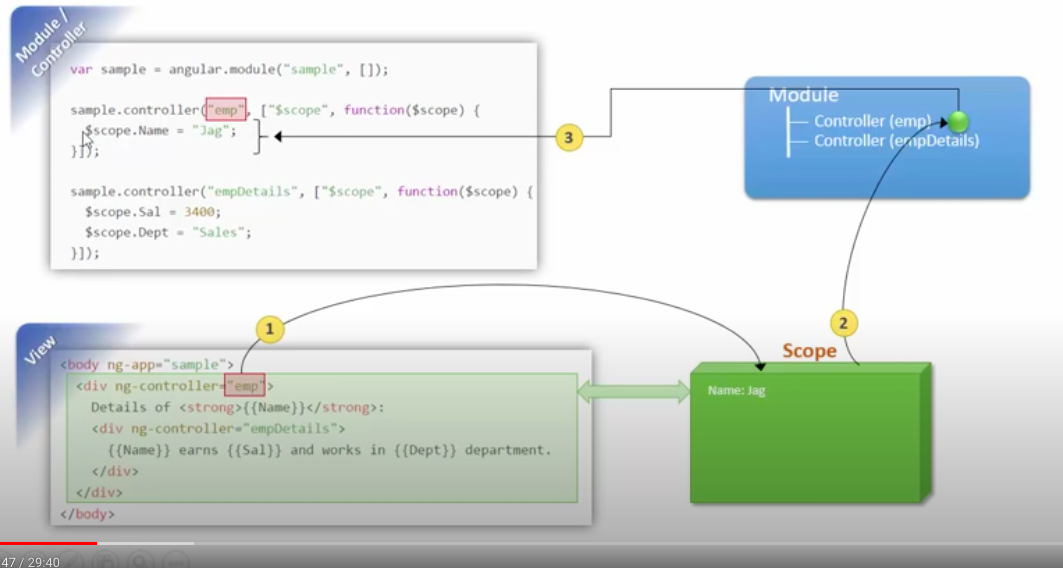 Module /
Controller
var sample = angular.module("sample", []);
sample.controller("emp", ["$scope", function($scope) {
$scope.Name = "Jag";
}]);
sample.controller("empDetails", ["$scope", function($scope) {
$scope.Sal = 3400;
$scope.Dept = "Sales";
}]);
3
Module
Controller (emp)
Controller (empDetails)
1
2
View
<body ng-app="sample">
<div ng-controller="emp">
Details of <strong>{{Name}}</strong>:
<div ng-controller="empDetails">
{{Name}} earns {{Sal}} and works in {{Dept}} department.
</div>
</div>
</body>
Scope
Name: Jag
47 / 29:40